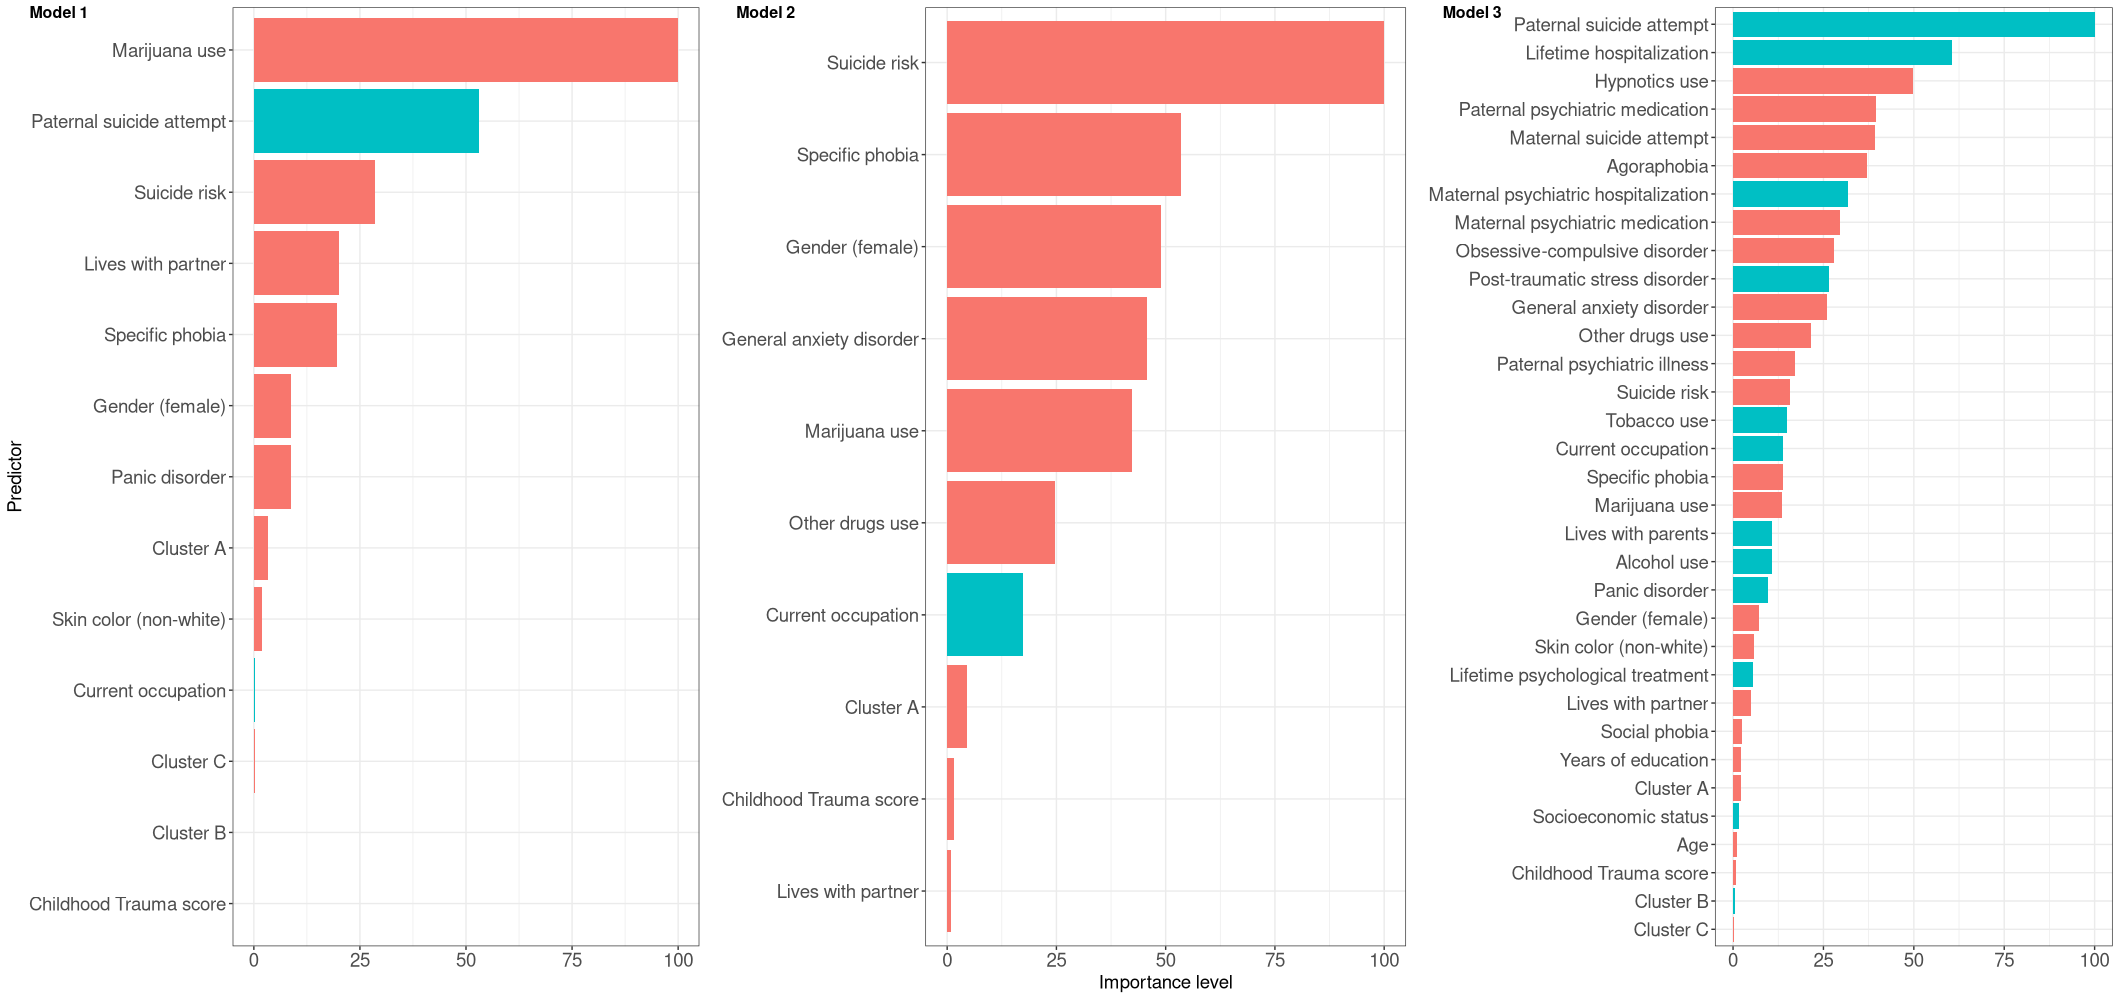 Model 1
Predictor
Marijuana use
Paternal suicide attempt
Suicide risk
Lives with partner
Specific phobia
Gender (female)
Panic disorder
Cluster A
Skin color (non-white)
Current occupation
Cluster C
Cluster B
Childhood Trauma score
0 25 50 75 100
Model 2
Suicide risk
Specific phobia
Gender (female)
General anxiety disorder
Marijuana use
Other drugs use
Current occupation
Cluster A
Childhood Trauma score
Lives with partner
0 25 50 75 100
Importance level
Model 3
Paternal suicide attempt
Lifetime hospitalization
Hypnotics use
Paternal psychiatric medication
Maternal suicide attempt
Agoraphobia
Maternal psychiatric hospitalization
Maternal psychiatric medication
Obsessive-compulsive disorder
Post-traumatic stress disorder
General anxiety disorder
Other drugs use
Paternal psychiatric illness
Suicide risk
Tobacco use
Current occupation
Specific phobia
Marijuana use
Lives with parents
Alcohol use
Panic disorder
Gender (female)
Skin color (non-white)
Lifetime psychological treatment
Lives with partner
Social phobia
Years of education
Cluster A
Socioeconomic status
Age
Childhood Trauma score
Cluster B
Cluster C
0 25 50 75 100